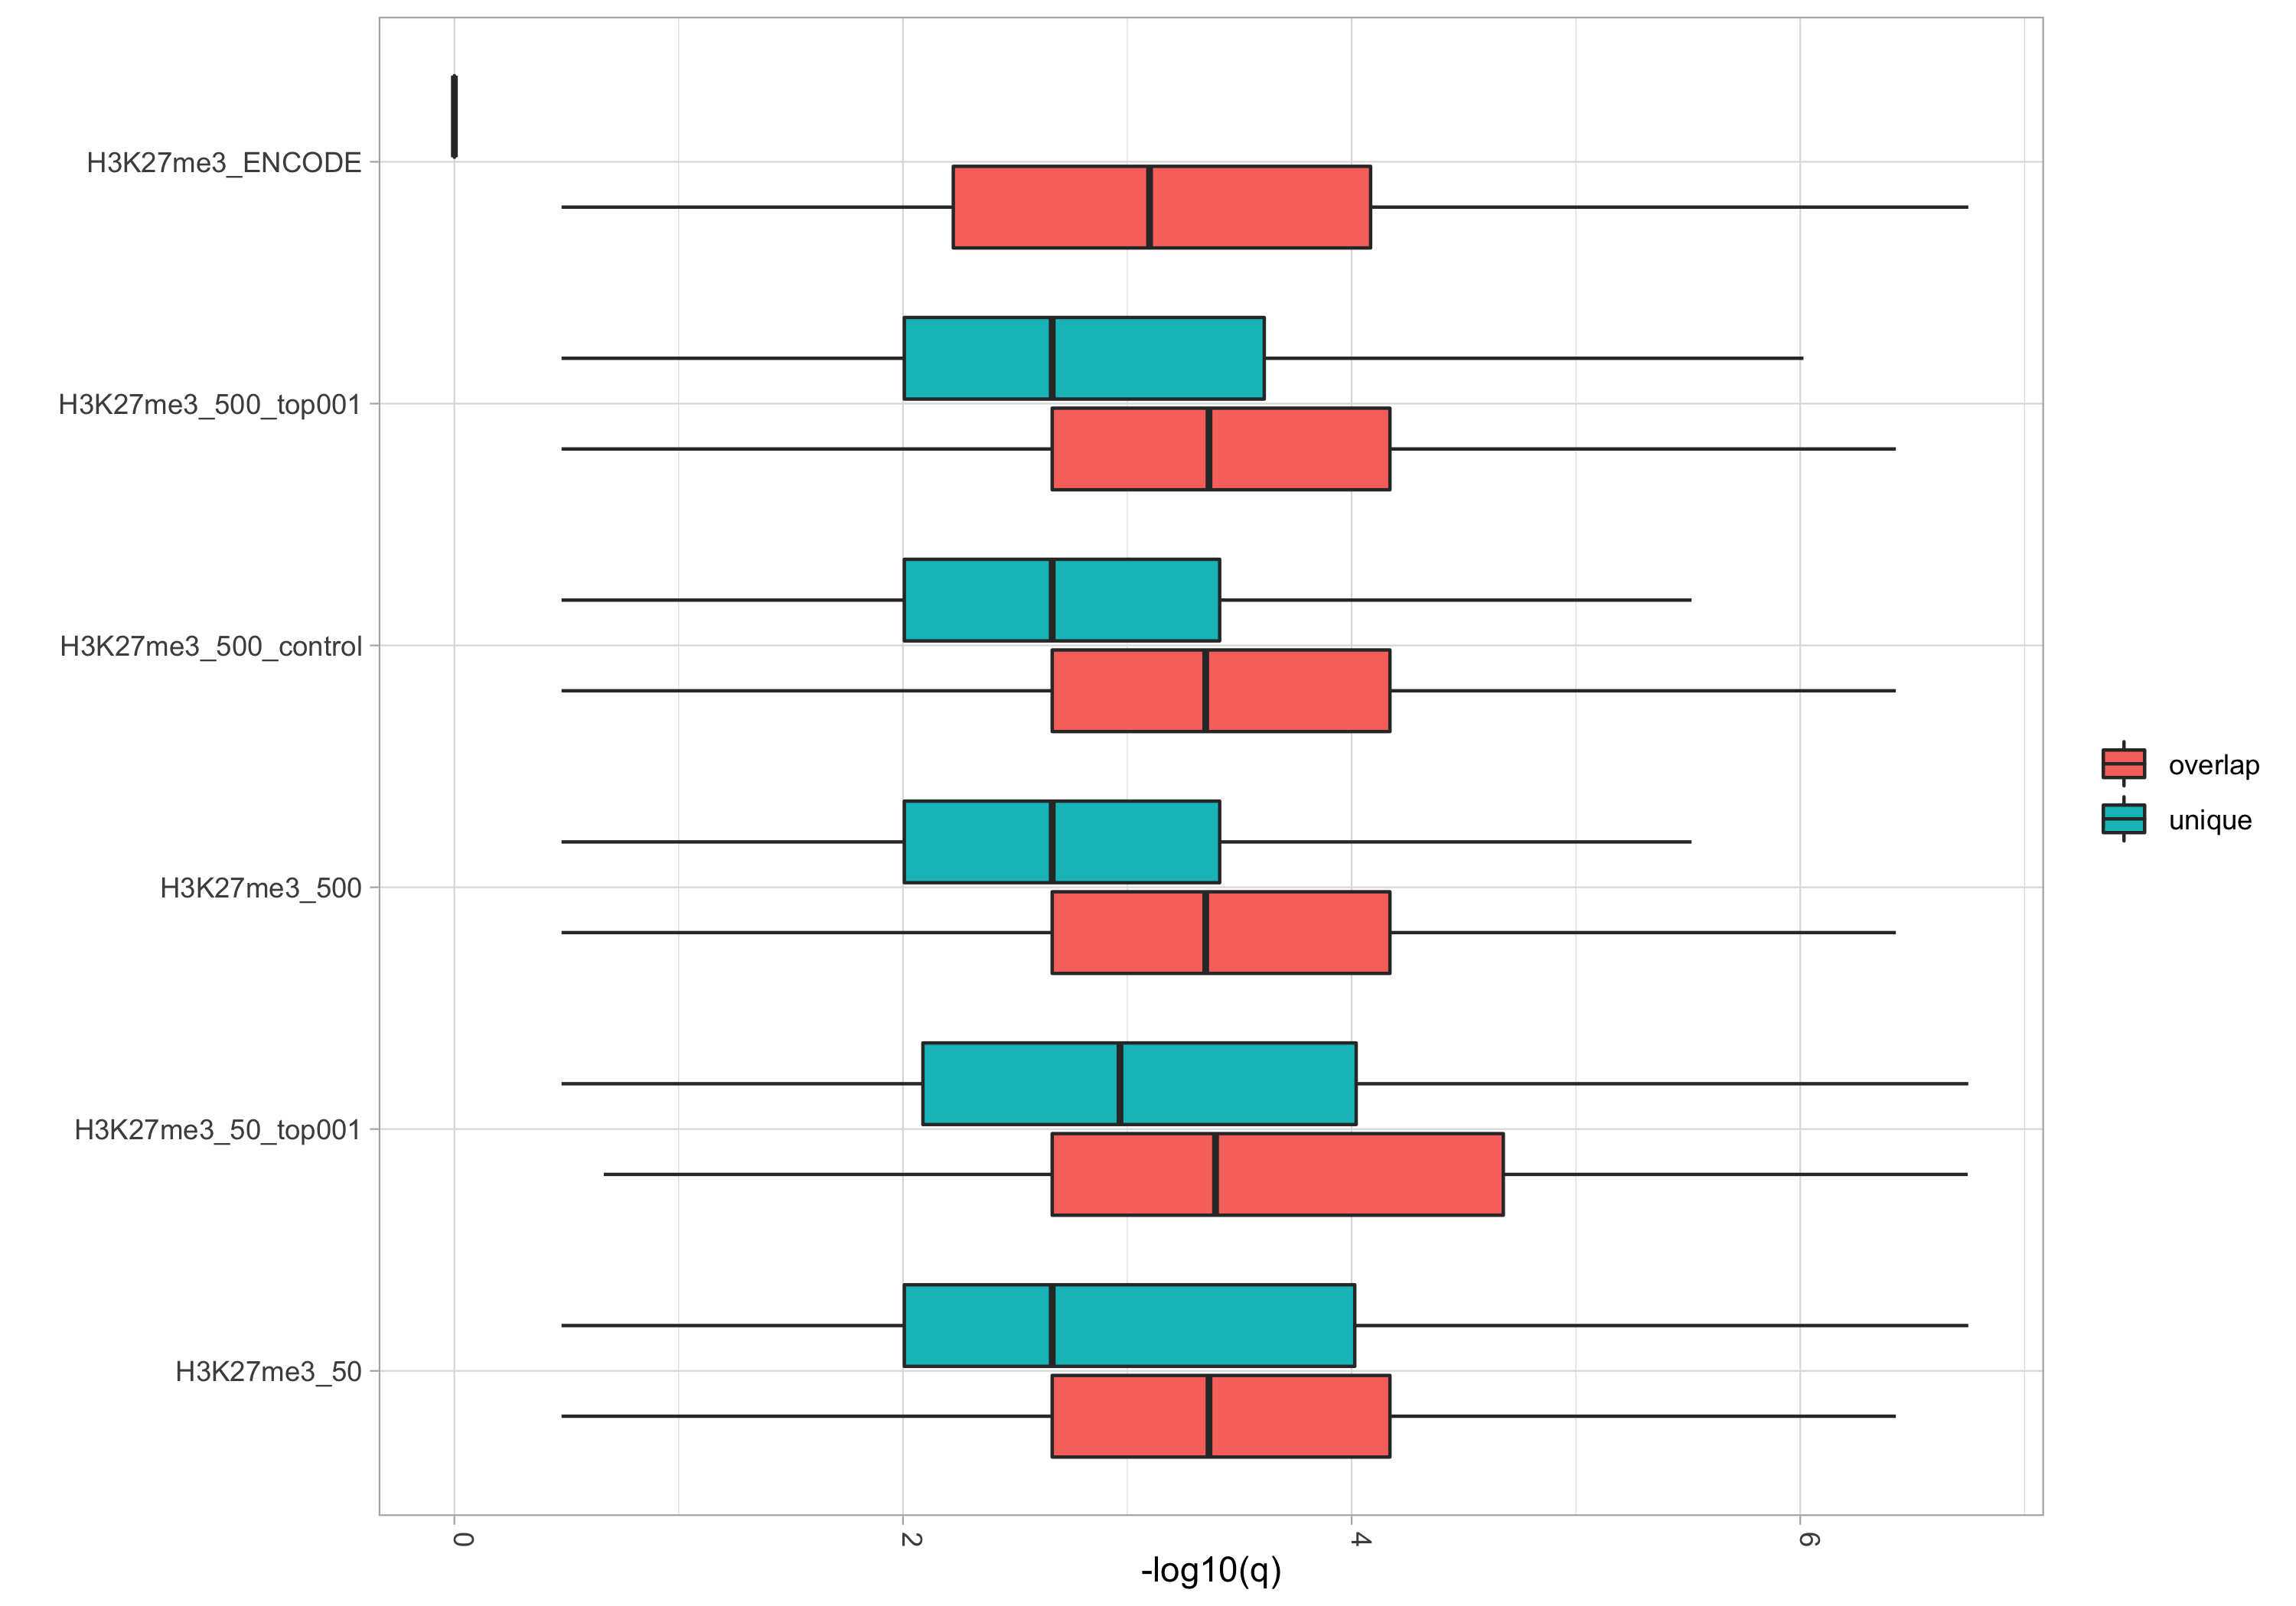 H3K27me3_ENCODE
H3K27me3_500_top001
H3K27me3_500_control
H3K27me3_500
H3K27me3_50_top001
H3K27me3_50
overlap
unique
0
2
4
6
-log10(q)